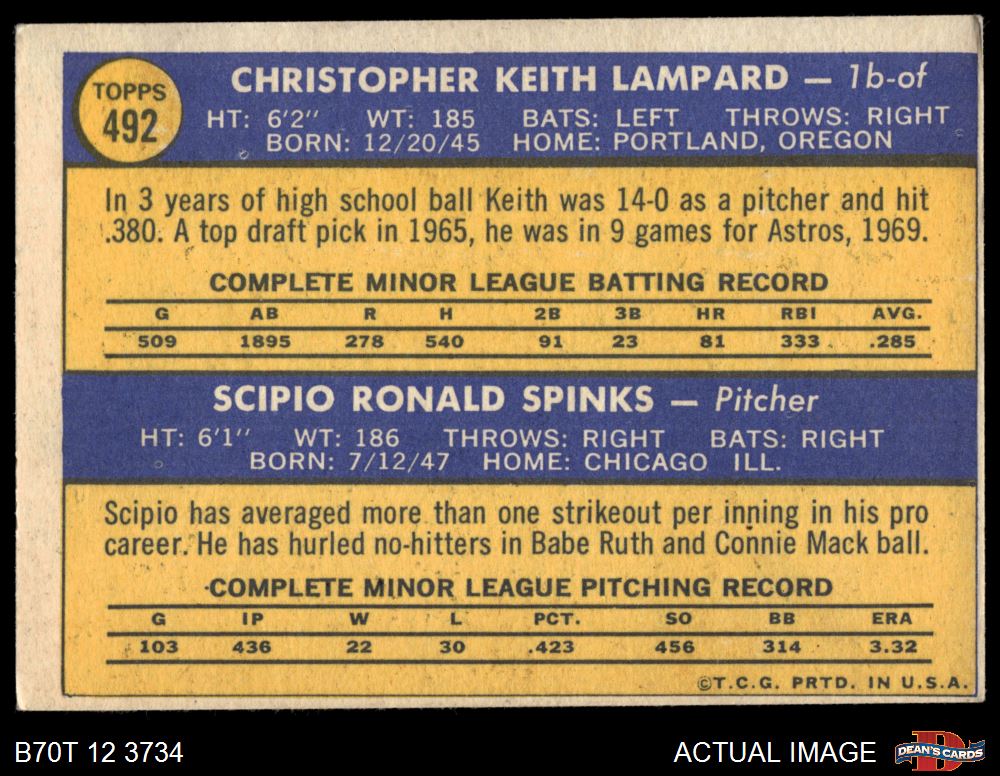 TOPPS
492
CHRISTOPHER KEITH LAMPARD — 1b-of
HT: 6'2" WT: 185 BATS: LEFT THROWS: RIGHT
BORN: 12/20/45 HOME: PORTLAND, OREGON
In 3 years of high school ball Keith was 14-0 as a pitcher and hit
.380. A top draft pick in 1965, he was in 9 games for Astros, 1969.
COMPLETE MINOR LEAGUE BATTING RECORD
G AB R H 2B 3B HR RBI AVG.
509 1895 278 540 91 23 81 333 .285
SCIPIO RONALD SPINKS — Pitcher
HT: 6'1" WT: 186 THROWS: RIGHT BATS: RIGHT
BORN: 7/12/47 HOME: CHICAGO ILL.
Scipio has averaged more than one strikeout per inning in his pro
career. He has hurled no-hitters in Babe Ruth and Connie Mack ball.
COMPLETE MINOR LEAGUE PITCHING RECORD
G IP W L PCT. SO BB ERA
103 436 22 30 .423 456 314 3.32
©T.C.G. PRTD. IN U.S.A.
B70T 12 3734
ACTUAL IMAGE
DEAN'S CARDS